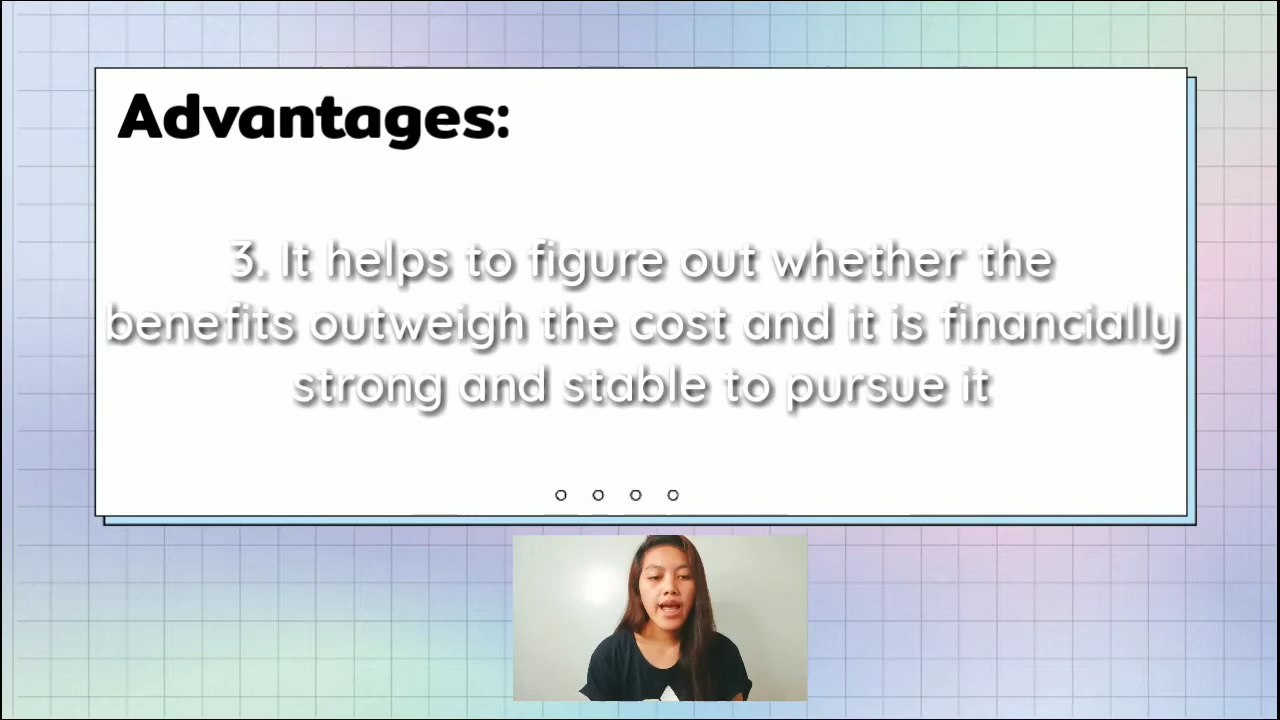 Advantages:
3. It helps to figure out whether the
benefits outweigh the cost and it is financially
strong and stable to pursue it